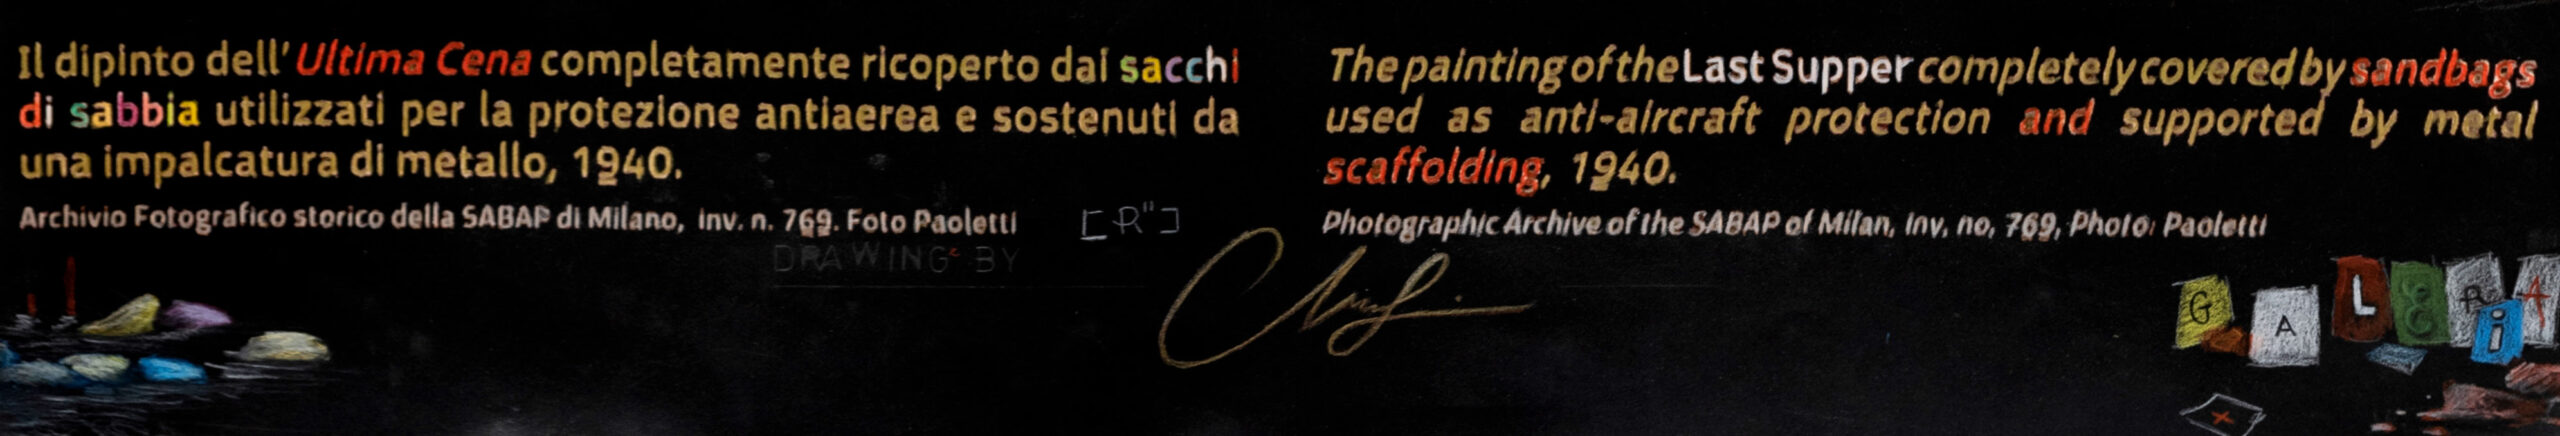 Il dipinto dell'Ultima Cena completamente ricoperto dai sacchi
di sabbia utilizzati per la protezione antiaerea e sostenuti da
una impalcatura di metallo, 1940.
Archivio Fotografico storico della SABAP di Milano, inv. n. 769. Foto Paoletti
The painting of the Last Supper completely covered by sandbags
used as anti-aircraft protection and supported by metal
scaffolding, 1940.
Photographic Archive of the SABAP of Milan, Inv, no, 769, Photo: Paoletti
[R"]
DRAWING BY
GALERiA